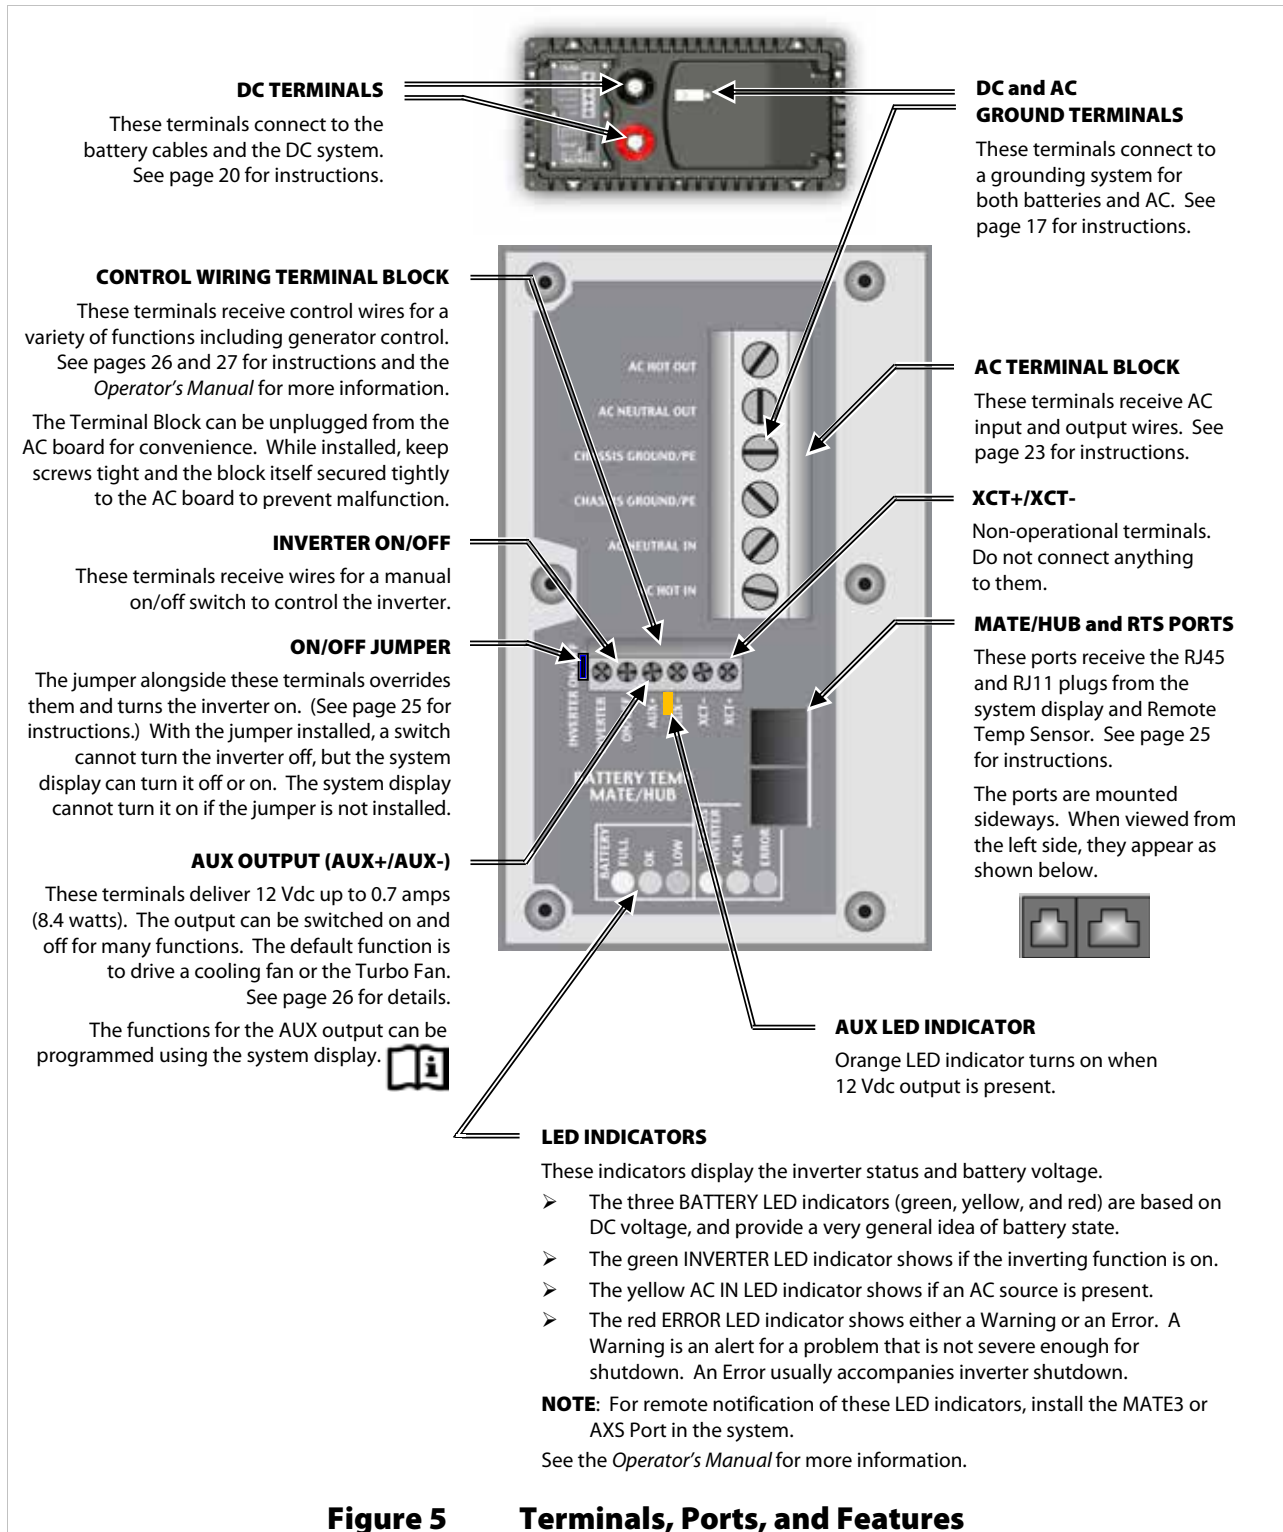 DC TERMINALS
These terminals connect to the
battery cables and the DC system.
See page 20 for instructions.
DC and AC
GROUND TERMINALS
These terminals connect to
a grounding system for
both batteries and AC. See
page 17 for instructions.
CONTROL WIRING TERMINAL BLOCK
These terminals receive control wires for a
variety of functions including generator control.
See pages 26 and 27 for instructions and the
Operator's Manual for more information.
The Terminal Block can be unplugged from the
AC board for convenience. While installed, keep
screws tight and the block itself secured tightly
to the AC board to prevent malfunction.
INVERTER ON/OFF
These terminals receive wires for a manual
on/off switch to control the inverter.
ON/OFF JUMPER
The jumper alongside these terminals overrides
them and turns the inverter on. (See page 25 for
instructions.) With the jumper installed, a switch
cannot turn the inverter off, but the system
display can turn it off or on. The system display
cannot turn it on if the jumper is not installed.
AUX OUTPUT (AUX+/AUX-)
These terminals deliver 12 Vdc up to 0.7 amps
(8.4 watts). The output can be switched on and
off for many functions. The default function is
to drive a cooling fan or the Turbo Fan.
See page 26 for details.
The functions for the AUX output can be
programmed using the system display.
AC HOT OUT
AC NEUTRAL OUT
CHASSIS GROUND/PE
CHASSIS GROUND/PE
AC NEUTRAL IN
AC HOT IN
INVERTER ON
INVERTER
AUX+
XCT-
XCT+
BATTERY TEMP
MATE/HUB
BATTERY
FULL
OK
LOW
INVERTER
AC IN
ERROR
AC TERMINAL BLOCK
These terminals receive AC
input and output wires. See
page 23 for instructions.
XCT+/XCT-
Non-operational terminals.
Do not connect anything
to them.
MATE/HUB and RTS PORTS
These ports receive the RJ45
and RJ11 plugs from the
system display and Remote
Temp Sensor. See page 25
for instructions.
The ports are mounted
sideways. When viewed from
the left side, they appear as
shown below.
AUX LED INDICATOR
Orange LED indicator turns on when
12 Vdc output is present.
LED INDICATORS
These indicators display the inverter status and battery voltage.
➢ The three BATTERY LED indicators (green, yellow, and red) are based on
DC voltage, and provide a very general idea of battery state.
➢ The green INVERTER LED indicator shows if the inverting function is on.
➢ The yellow AC IN LED indicator shows if an AC source is present.
➢ The red ERROR LED indicator shows either a Warning or an Error. A
Warning is an alert for a problem that is not severe enough for
shutdown. An Error usually accompanies inverter shutdown.
NOTE: For remote notification of these LED indicators, install the MATE3 or
AXS Port in the system.
See the Operator's Manual for more information.
Figure 5 Terminals, Ports, and Features